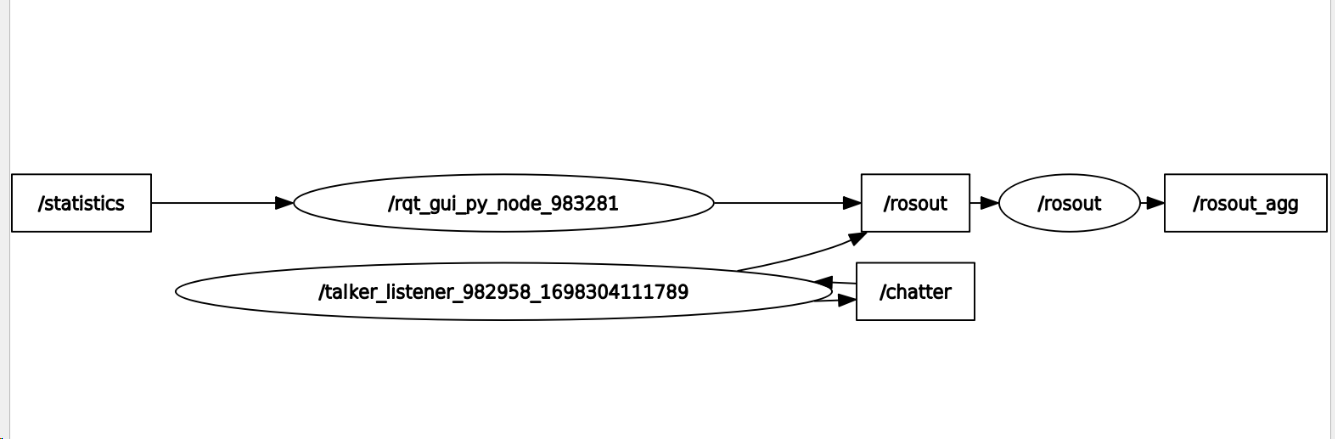 /statistics
/rqt_gui_py_node_983281
/rosout
/rosout
/rosout_agg
/talker_listener_982958_1698304111789
/chatter